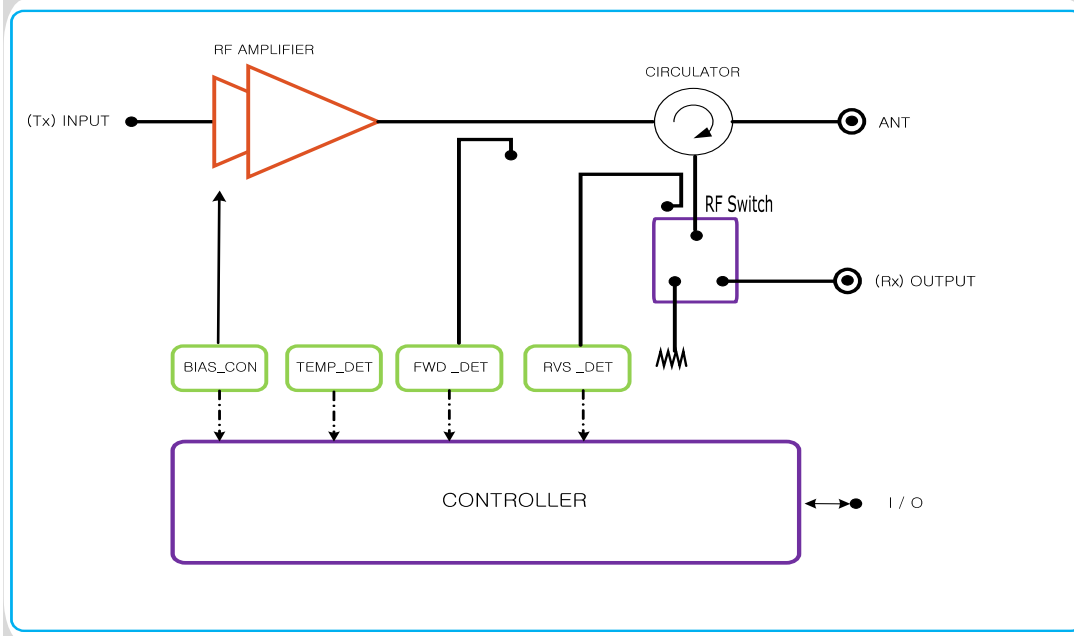 RF AMPLIFIER
CIRCULATOR
(Tx) INPUT
ANT
RF Switch
(Rx) OUTPUT
BIAS_CON
TEMP_DET
FWD _DET
RVS _DET
CONTROLLER
I / O